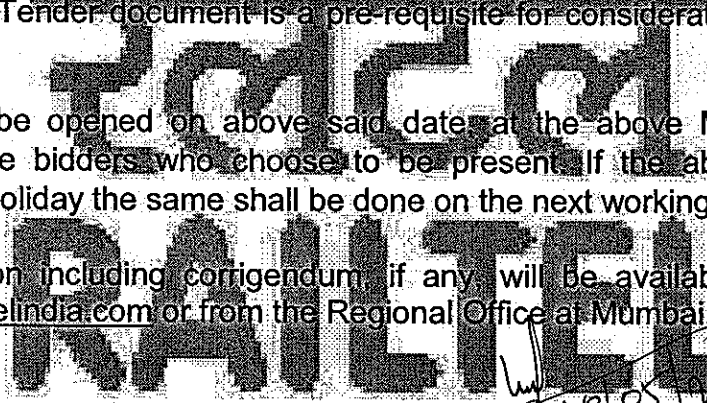 Tender document is a pre-requisite for considerat
be opened on above said date, at the above M
e bidders who choose to be present. If the ab
oliday the same shall be done on the next working
on including corrigendum, if any, will be availab
elindia.com or from the Regional Office at Mumbai
रेलटेल
RAILTEL